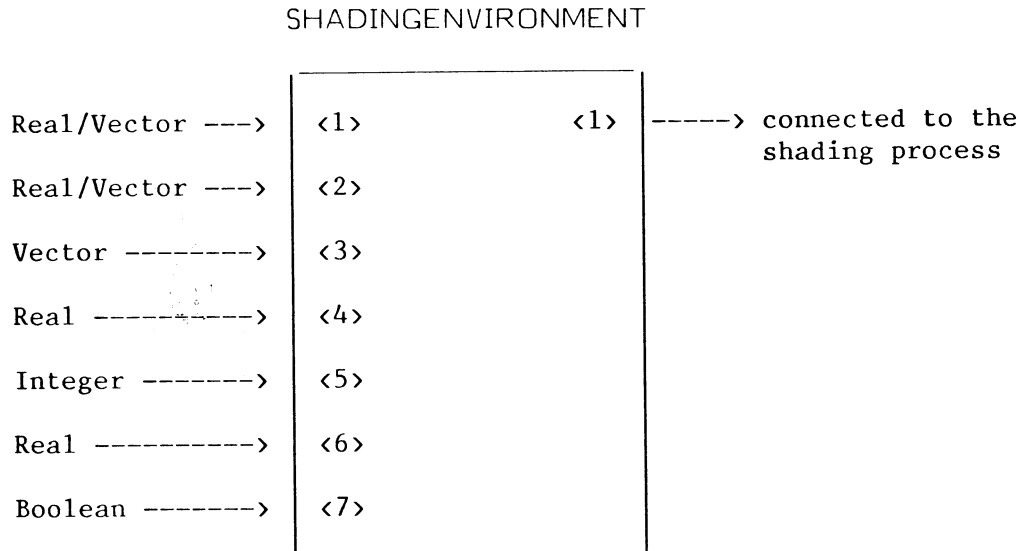 SHADINGENVIRONMENT
Real/Vector ---> <1> <1> -----> connected to the
shading process
Real/Vector ---> <2>
Vector --------> <3>
Real ----------> <4>
Integer -------> <5>
Real ----------> <6>
Boolean -------> <7>